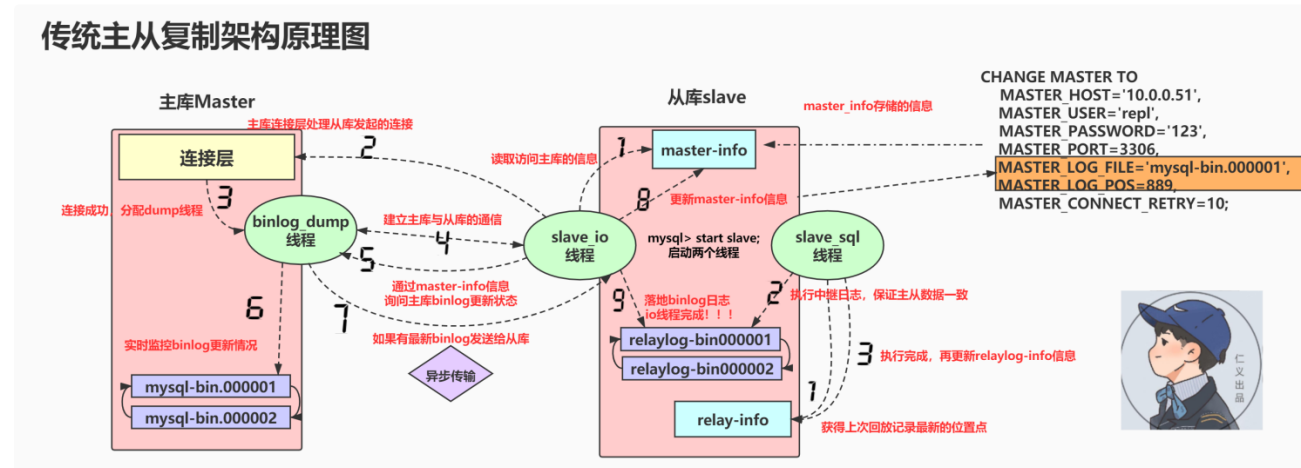 传统主从复制架构原理图
主库Master
主库连接层处理从库发起的连接
连接层
2
3
连接成功, 分配dump线程
binlog_dump
线程
建立主库与从库的通信
4
5
通过master-info信息
询问主库binlog更新状态
6
7
实时监控binlog更新情况
如果有最新binlog发送给从库
异步传输
mysql-bin.000001
mysql-bin.000002
从库slave
读取访问主库的信息
1
master-info
8
更新master-info信息
slave_io
线程
mysql> start slave;
启动两个线程
slave_sql
线程
9
落地binlog日志
io线程完成!!!
2
执行中继日志，保证主从数据一致
relaylog-bin000001
relaylog-bin000002
3
执行完成，再更新relaylog-info信息
1
relay-info
获得上次回放记录最新的位置点
master_info存储的信息
CHANGE MASTER TO
MASTER_HOST='10.0.0.51',
MASTER_USER='repl',
MASTER_PASSWORD='123',
MASTER_PORT=3306,
MASTER_LOG_FILE='mysql-bin.000001',
MASTER_LOG_POS=889,
MASTER_CONNECT_RETRY=10;
仁义出品